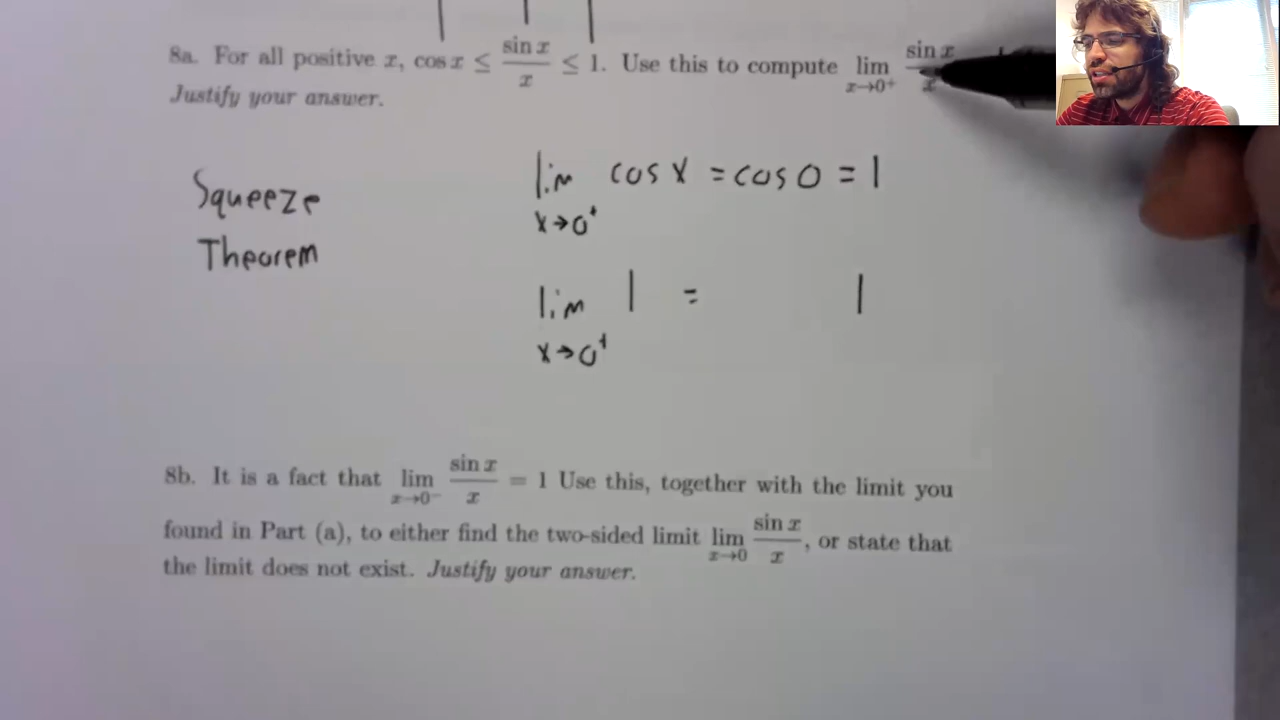 8a. For all positive x, cos x ≤ sin x / x ≤ 1. Use this to compute lim x→0⁺ sin x / x
Justify your answer.
Squeeze
Theorem
lim x→0⁺ cos x = cos 0 = 1
lim x→0⁺ 1 = 1
8b. It is a fact that lim x→0⁻ sin x / x = 1 Use this, together with the limit you
found in Part (a), to either find the two-sided limit lim x→0 sin x / x, or state that
the limit does not exist. Justify your answer.